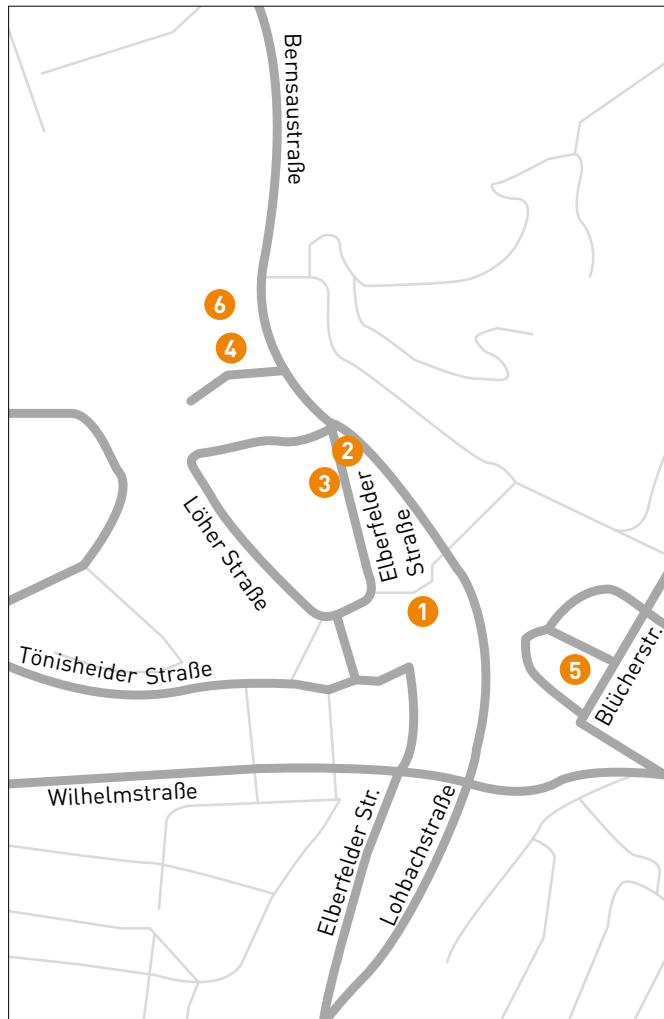 Bernsaustraße
6
4
2
3
Elberfelder
Straße
Löher Straße
1
Tönisheider Straße
5
Blücherstr.
Wilhelmstraße
Elberfelder Str.
Lohbachstraße